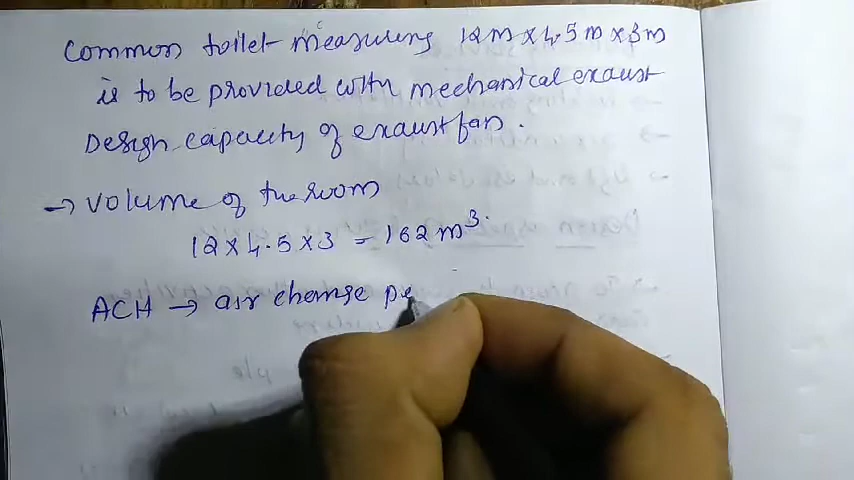 Common toilet measuring 12m x 4.5m x 3m
is to be provided with mechanical exaust
Design capacity of exaust fan.
→ Volume of the room
12 x 4.5 x 3 = 162 m³.
ACH → air change pe